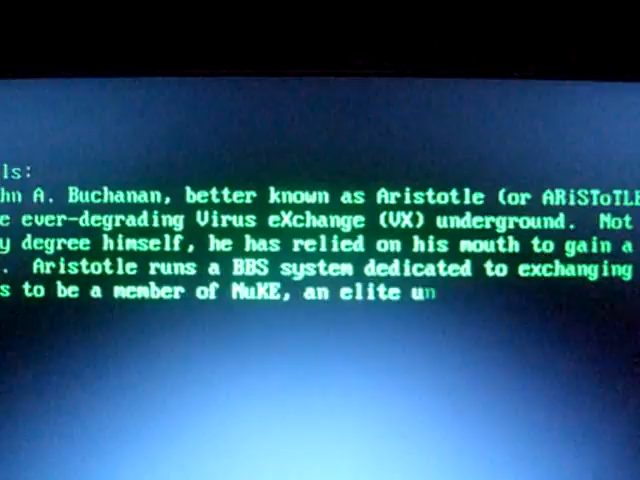 ls:
hn A. Buchanan, better known as Aristotle (or ARiSToTLE
e ever-degrading Virus eXchange (VX) underground. Not
y degree himself, he has relied on his mouth to gain a
. Aristotle runs a BBS system dedicated to exchanging
s to be a member of NuKE, an elite un